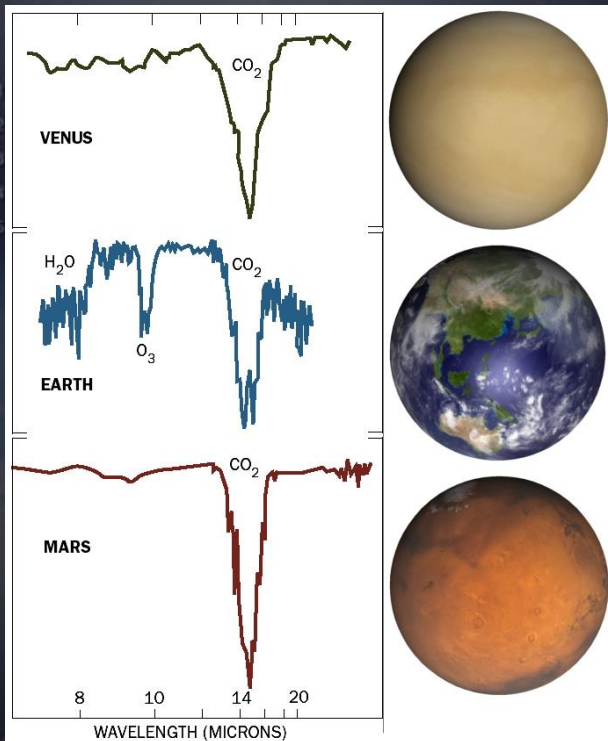 CO₂
VENUS
H₂O
CO₂
O₃
EARTH
CO₂
MARS
8 10 14 20
WAVELENGTH (MICRONS)